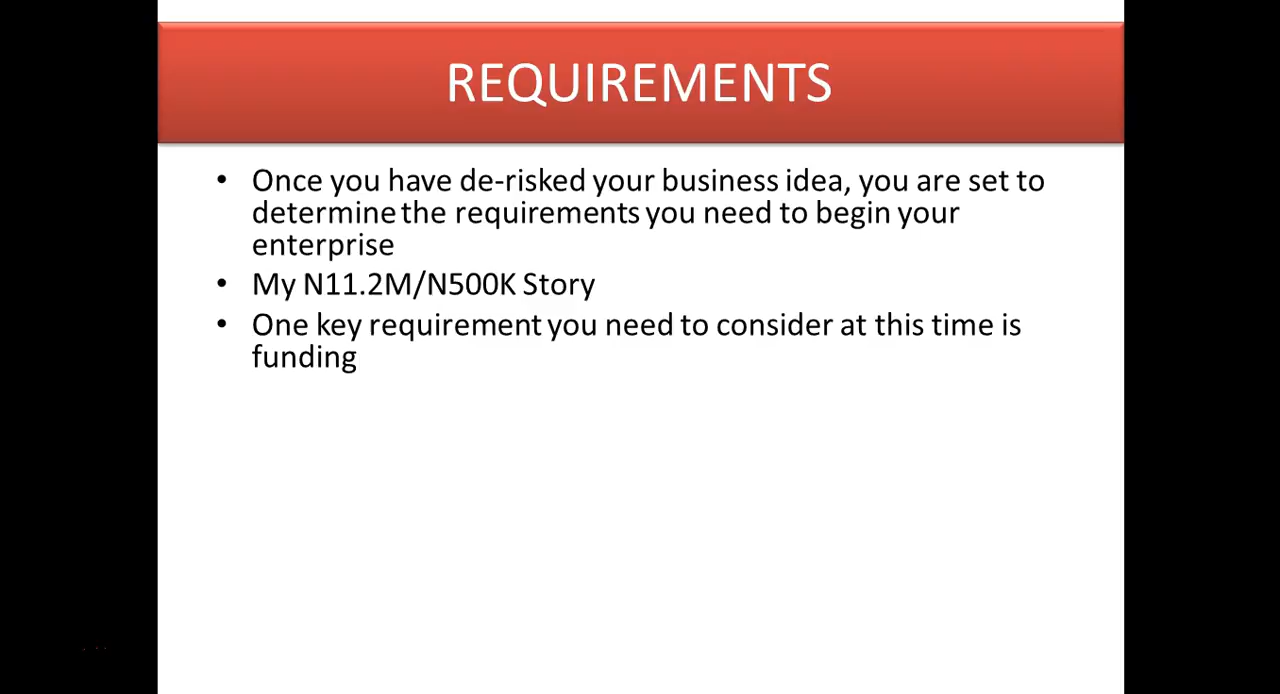 REQUIREMENTS
• Once you have de-risked your business idea, you are set to
determine the requirements you need to begin your
enterprise
• My N11.2M/N500K Story
• One key requirement you need to consider at this time is
funding